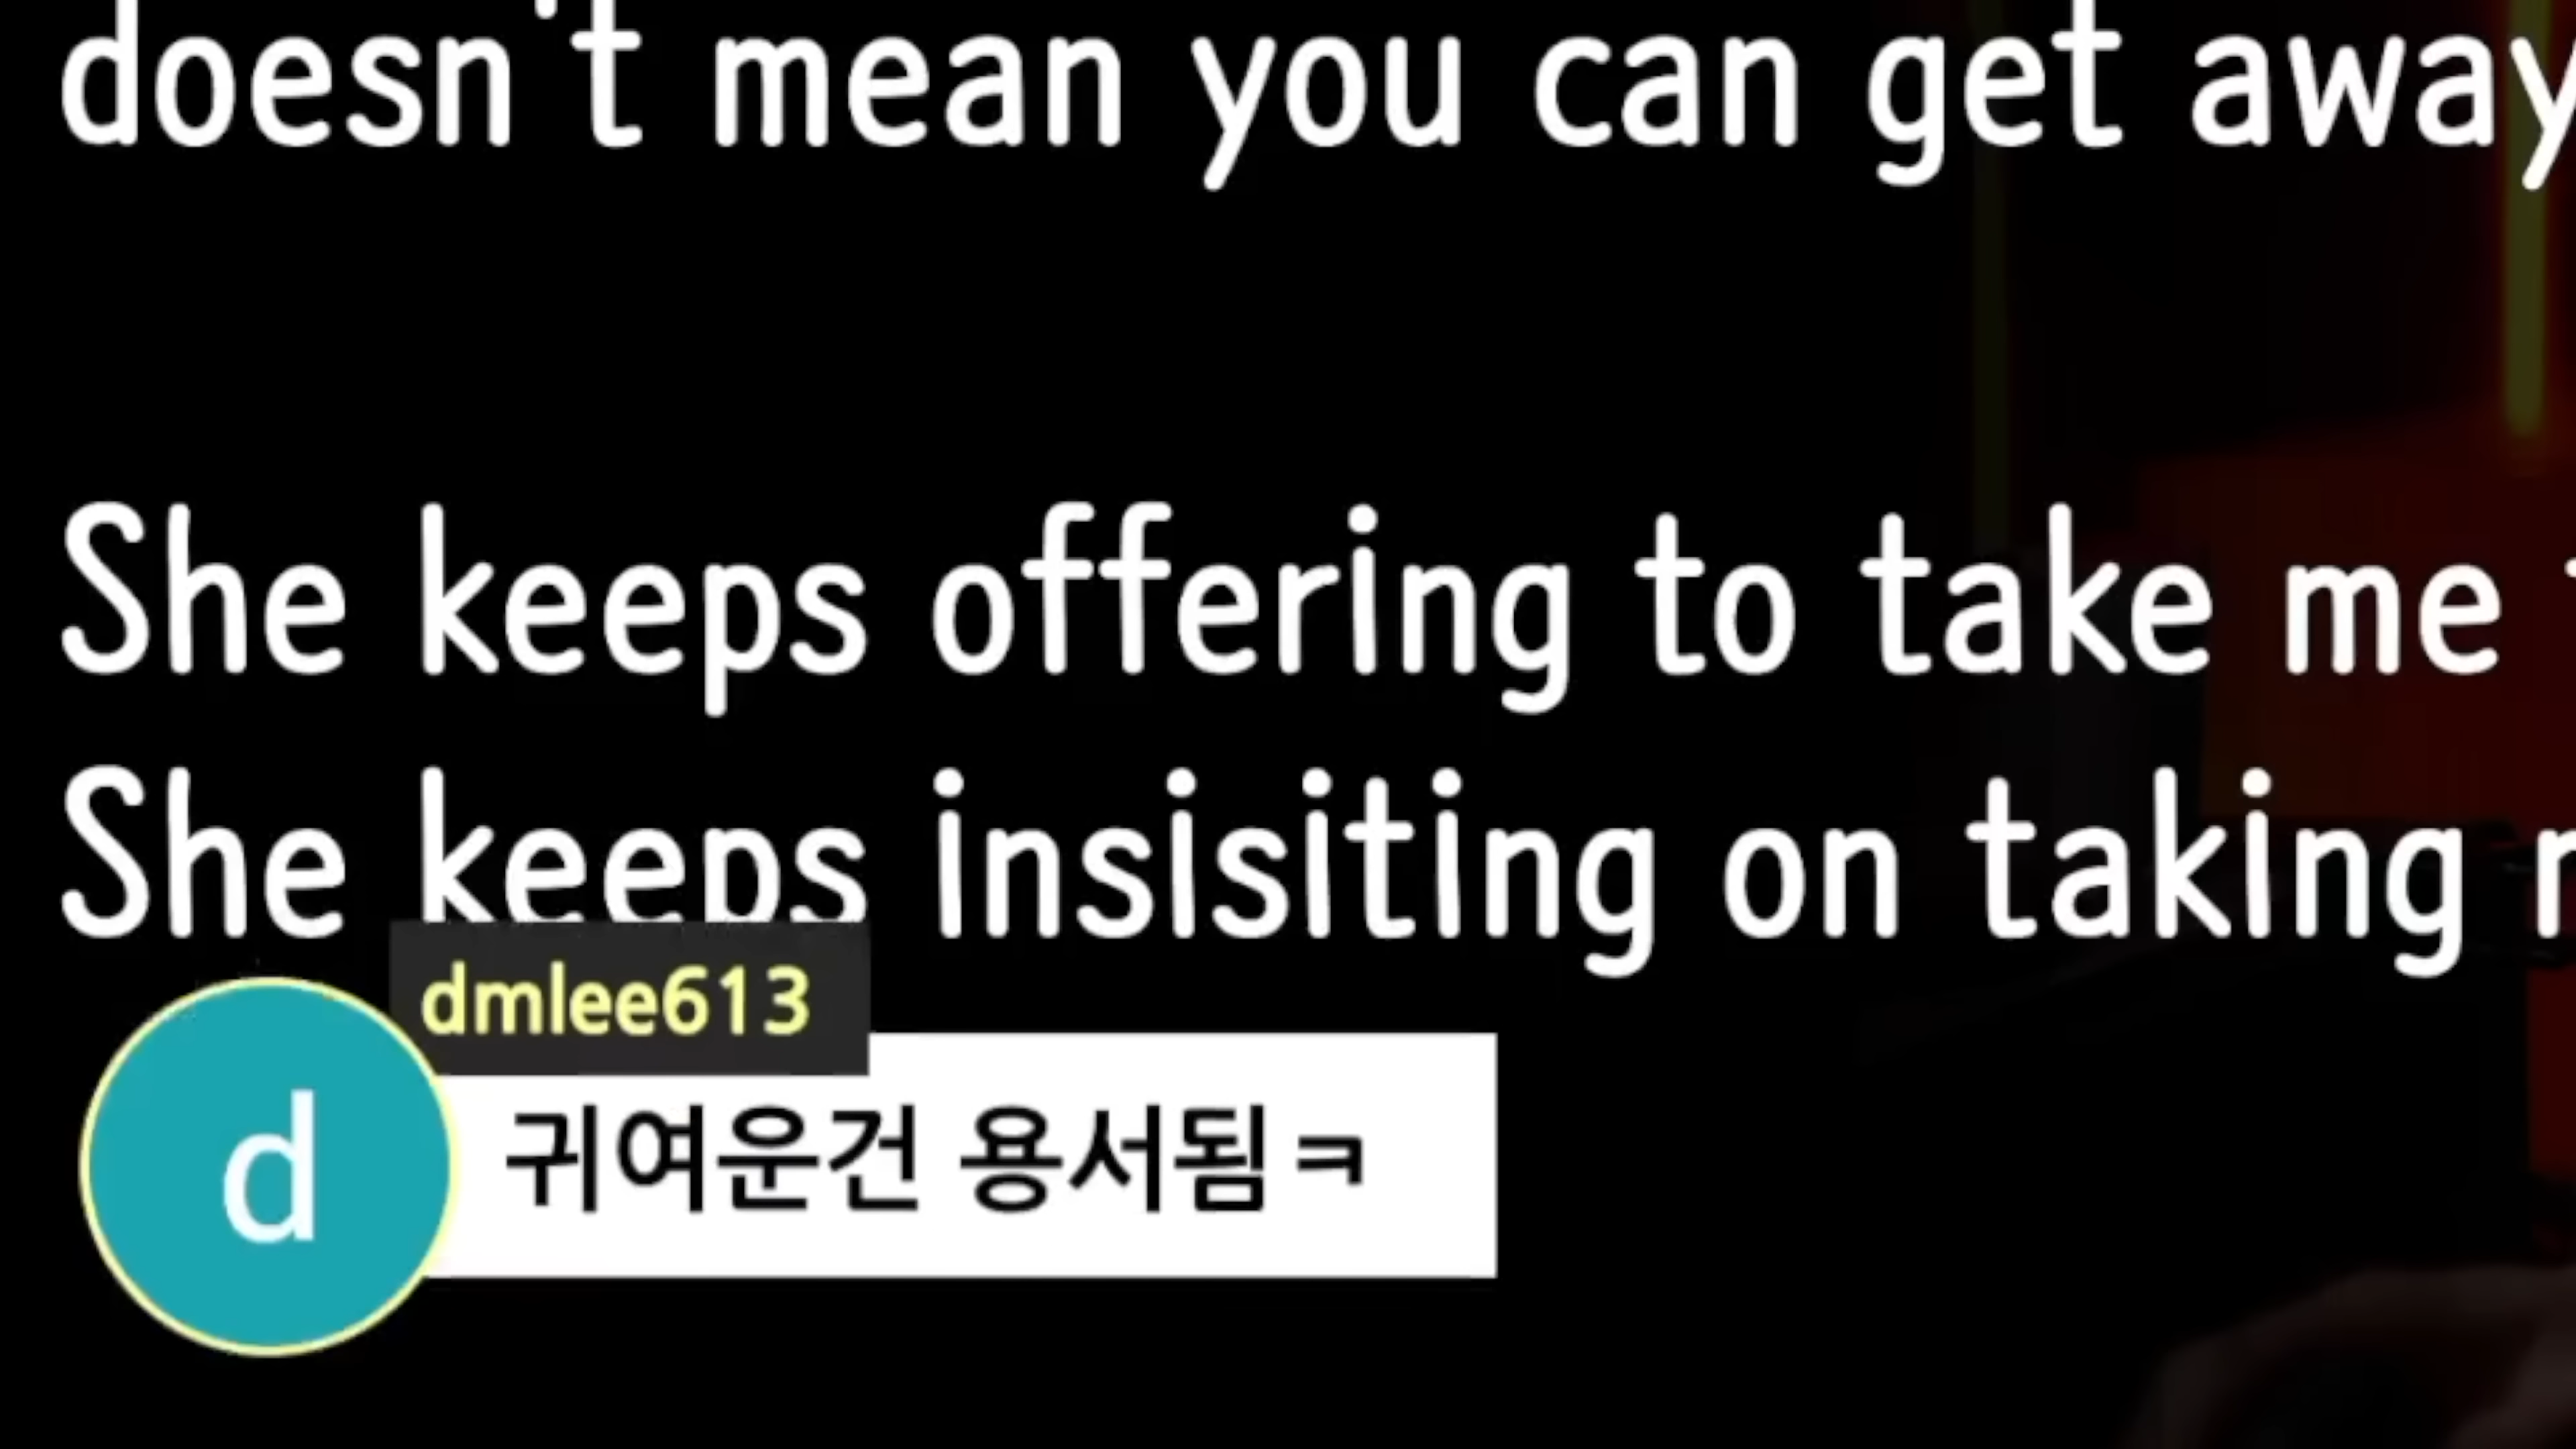 doesn't mean you can get away
She keeps offering to take me
She keeps insisiting on taking
dmlee613
d
귀여운건 용서됨ㅋ